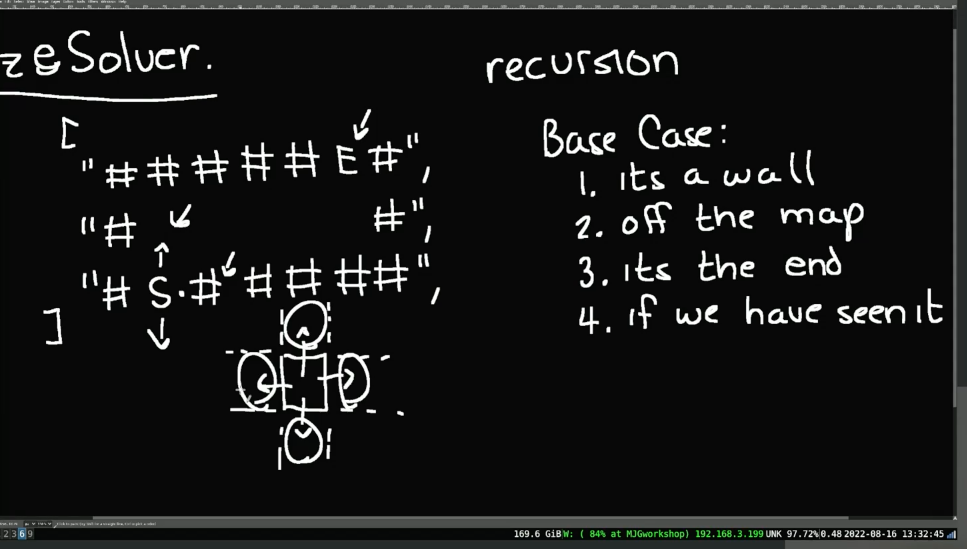 zeSolver.
[
"#####E#",
"# #",
"#S.#####",
]
recursion
Base Case:
1. its a wall
2. off the map
3. its the end
4. if we have seen it
2 3 6 9
169.6 GiB W: ( 84% at MJGworkshop) 192.168.3.199 UNK 97.72% 0.48 2022-08-16 13:32:45